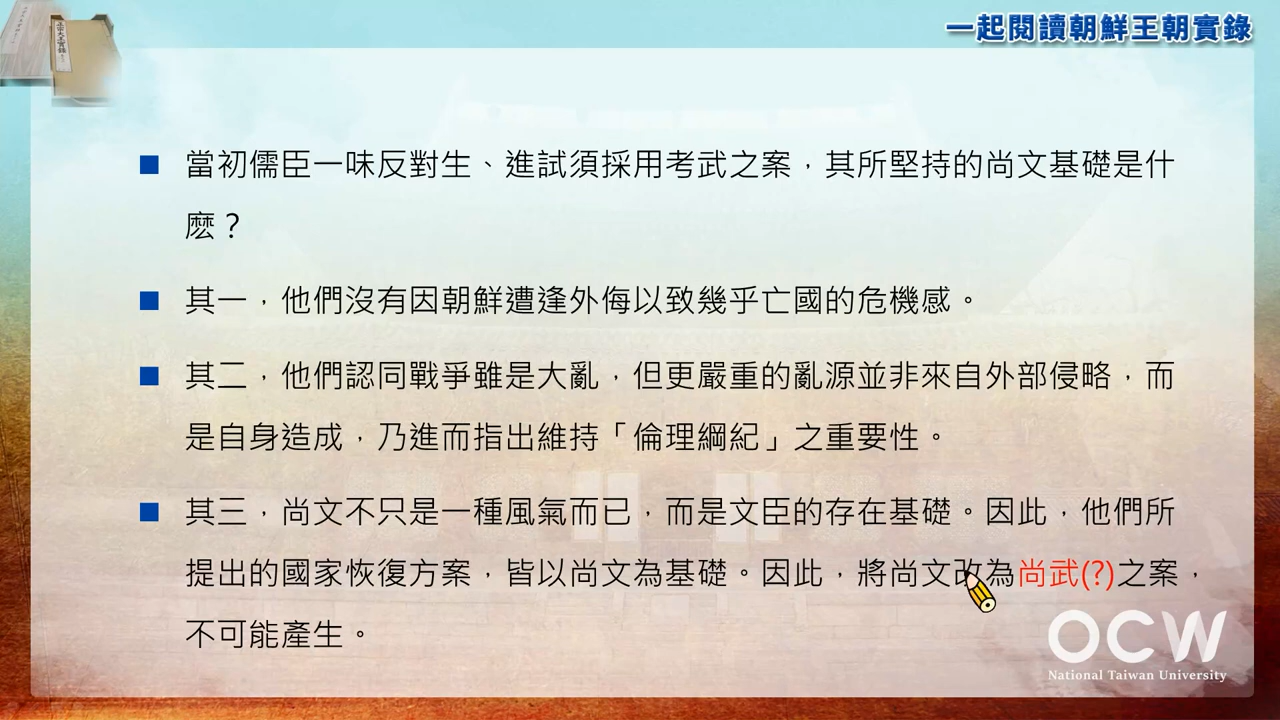 正宗大王實錄
一起閱讀朝鮮王朝實錄
當初儒臣一味反對生、進試須採用考武之案，其所堅持的尚文基礎是什
麽？
其一，他們沒有因朝鮮遭逢外侮以致幾乎亡國的危機感。
其二，他們認同戰爭雖是大亂，但更嚴重的亂源並非來自外部侵略，而
是自身造成，乃進而指出維持「倫理綱紀」之重要性。
其三，尚文不只是一種風氣而已，而是文臣的存在基礎。因此，他們所
提出的國家恢復方案，皆以尚文為基礎。因此，將尚文改為尚武(?)之案，
不可能產生。
OCW
National Taiwan University